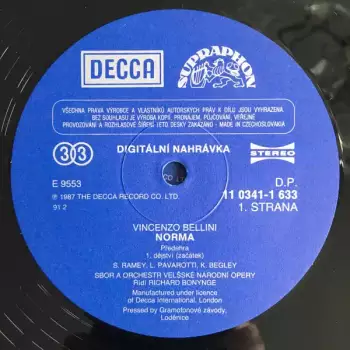 DECCA
SUPRAPHON
VŠECHNA PRÁVA VÝROBCE A VLASTNÍKŮ AUTORSKÝCH PRÁV K DÍLU JSOU VYHRAZENA
BEZ SOUHLASU JE VÝROBA KOPIÍ, PRONÁJEM, PŮJČOVÁNÍ, VEŘEJNÉ
PROVOZOVÁNÍ A ROZHLASOVÉ ŠÍŘENÍ TÉTO DESKY ZAKÁZÁNO - MADE IN CZECHOSLOVAKIA
33
DIGITÁLNÍ NAHRÁVKA
STEREO
E 9553
D.P.
℗ 1987 THE DECCA RECORD CO. LTD.
11 0341-1 633
91 2
1. STRANA
VINCENZO BELLINI
NORMA
Předehra
1. dějství (začátek)
S. RAMEY, L. PAVAROTTI, K. BEGLEY
SBOR A ORCHESTR VELŠSKÉ NÁRODNÍ OPERY
Řídí RICHARD BONYNGE
Manufactured under licence
of Decca International, London
Pressed by Gramofonové závody,
Loděnice